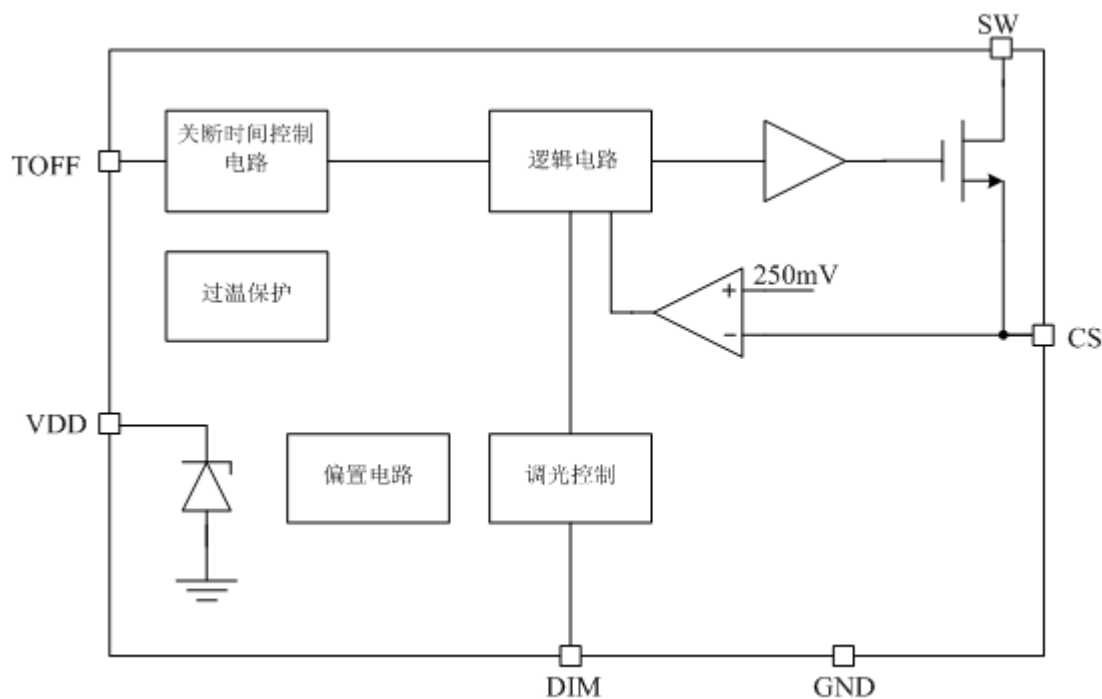 SW
关断时间控制
电路
逻辑电路
TOFF
过温保护
250mV
+
-
CS
VDD
偏置电路
调光控制
DIM
GND